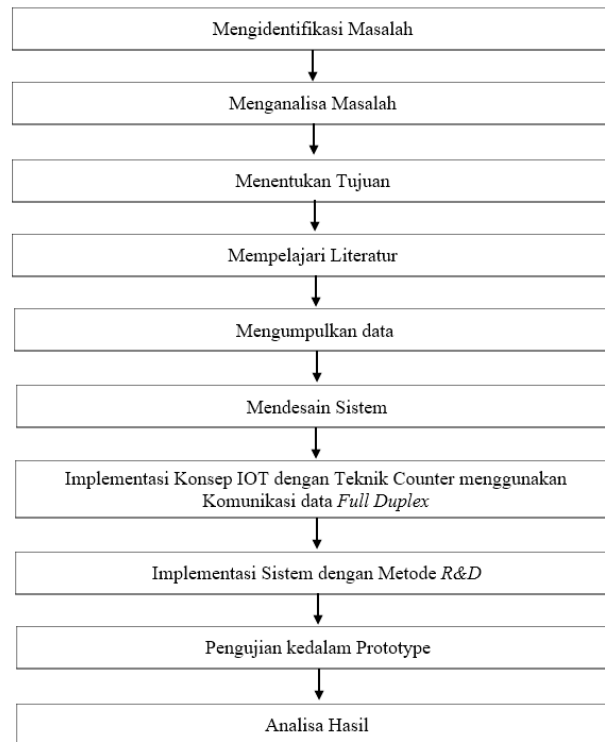 Mengidentifikasi Masalah
Menganalisa Masalah
Menentukan Tujuan
Mempelajari Literatur
Mengumpulkan data
Mendesain Sistem
Implementasi Konsep IOT dengan Teknik Counter menggunakan
Komunikasi data Full Duplex
Implementasi Sistem dengan Metode R&D
Pengujian kedalam Prototype
Analisa Hasil